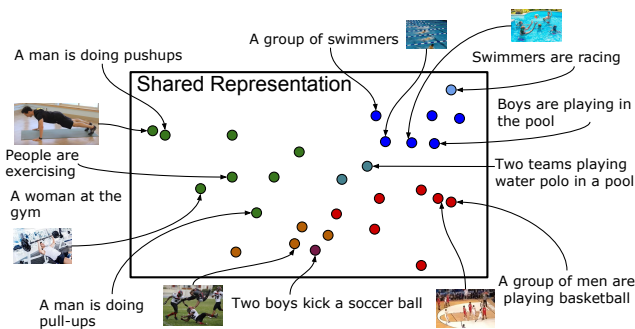 A group of swimmers
Swimmers are racing
A man is doing pushups
Shared Representation
Boys are playing
in the pool
People are
exercising
Two teams playing
water polo in a pool
A woman at the
gym
A group of men are
playing basketball
A man is doing
pull-ups
Two boys kick a soccer ball